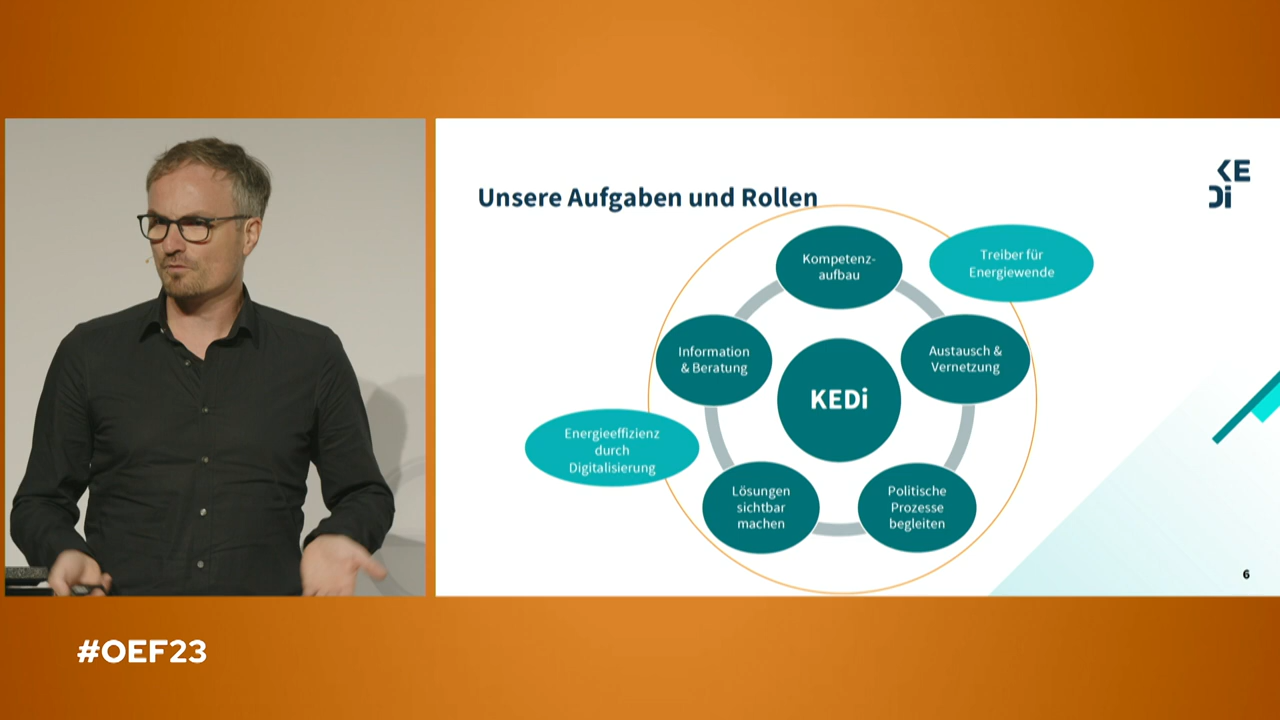 Unsere Aufgaben und Rollen
KE
Di
Kompetenz-
aufbau
Treiber für
Energiewende
Information
& Beratung
Austausch &
Vernetzung
KEDi
Energieeffizienz
durch
Digitalisierung
Lösungen
sichtbar
machen
Politische
Prozesse
begleiten
6
#OEF23